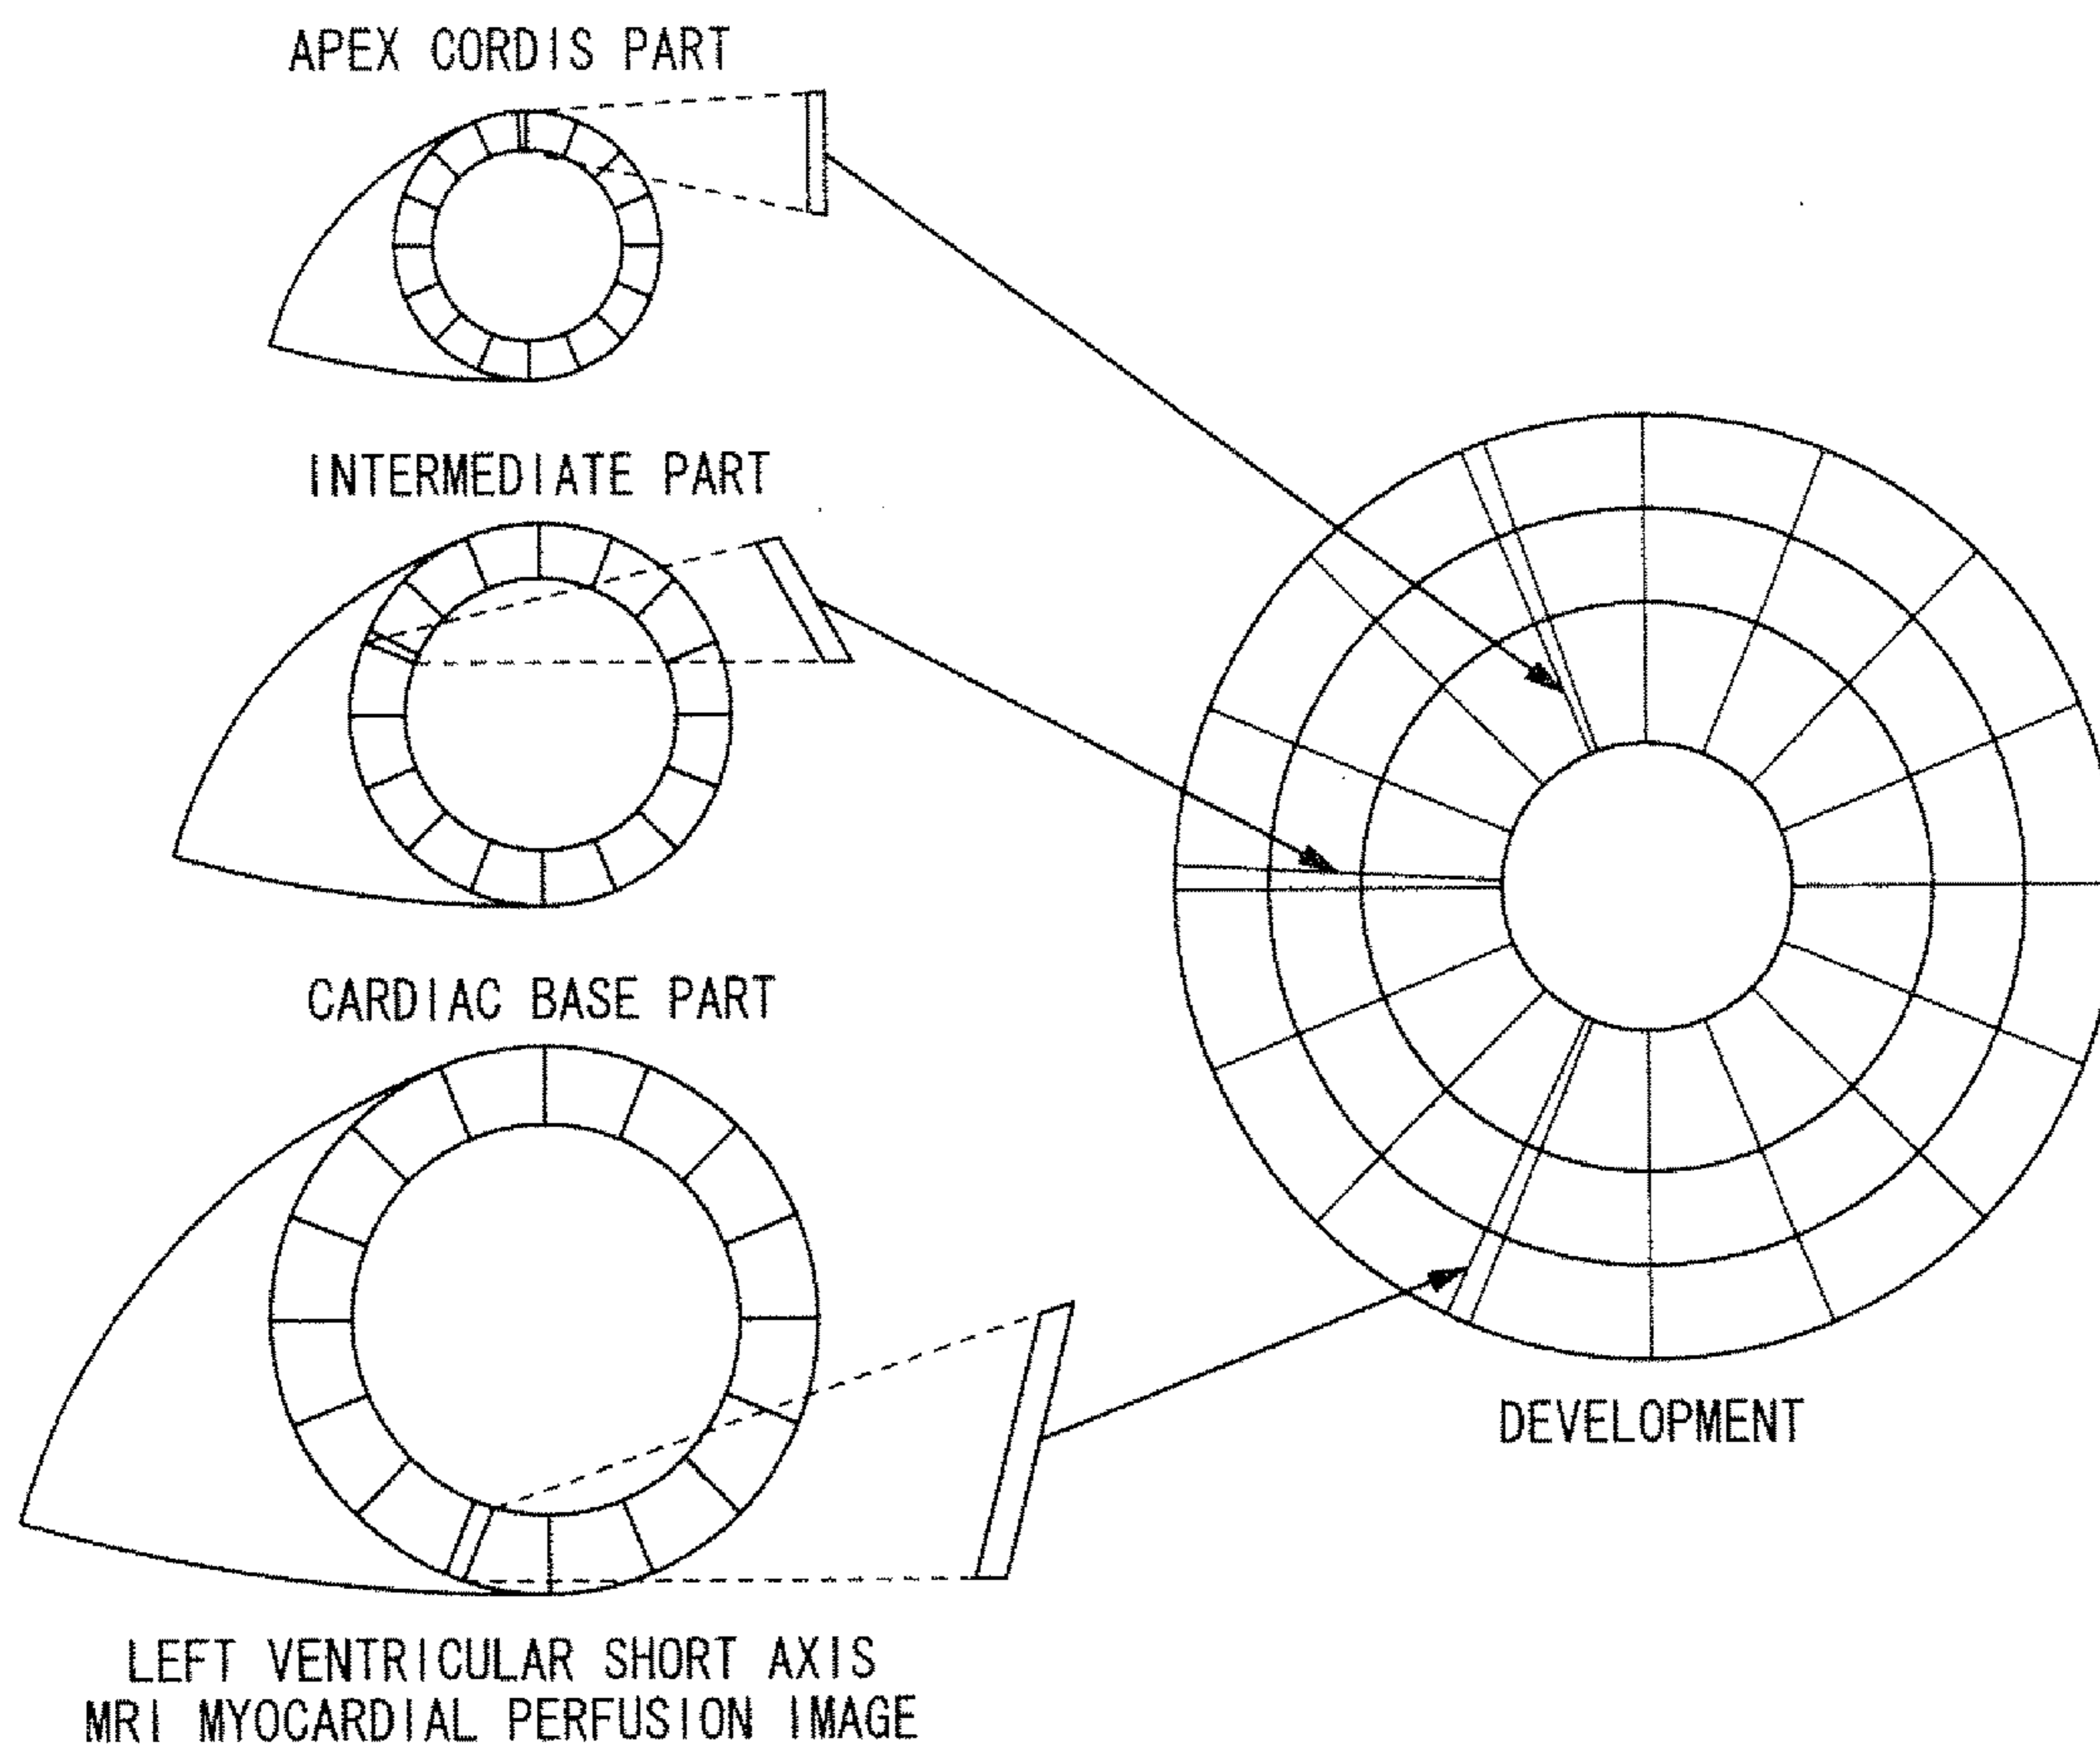 APEX CORDIS PART
INTERMEDIATE PART
CARDIAC BASE PART
DEVELOPMENT
LEFT VENTRICULAR SHORT AXIS
MRI MYOCARDIAL PERFUSION IMAGE